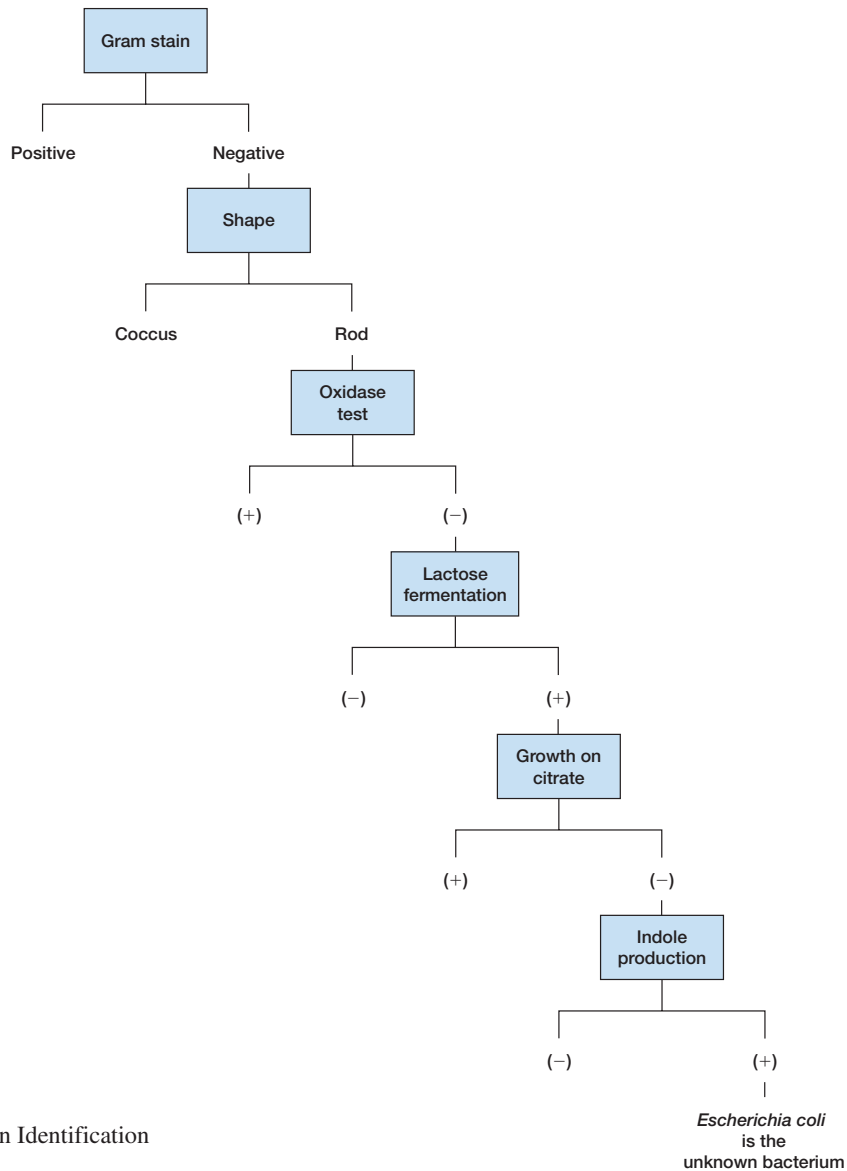 Gram stain
Positive
Negative
Shape
Coccus
Rod
Oxidase
test
(+)
(−)
Lactose
fermentation
(−)
(+)
Growth on
citrate
(+)
(−)
Indole
production
(−)
(+)
Escherichia coli
is the
unknown bacterium
n Identification